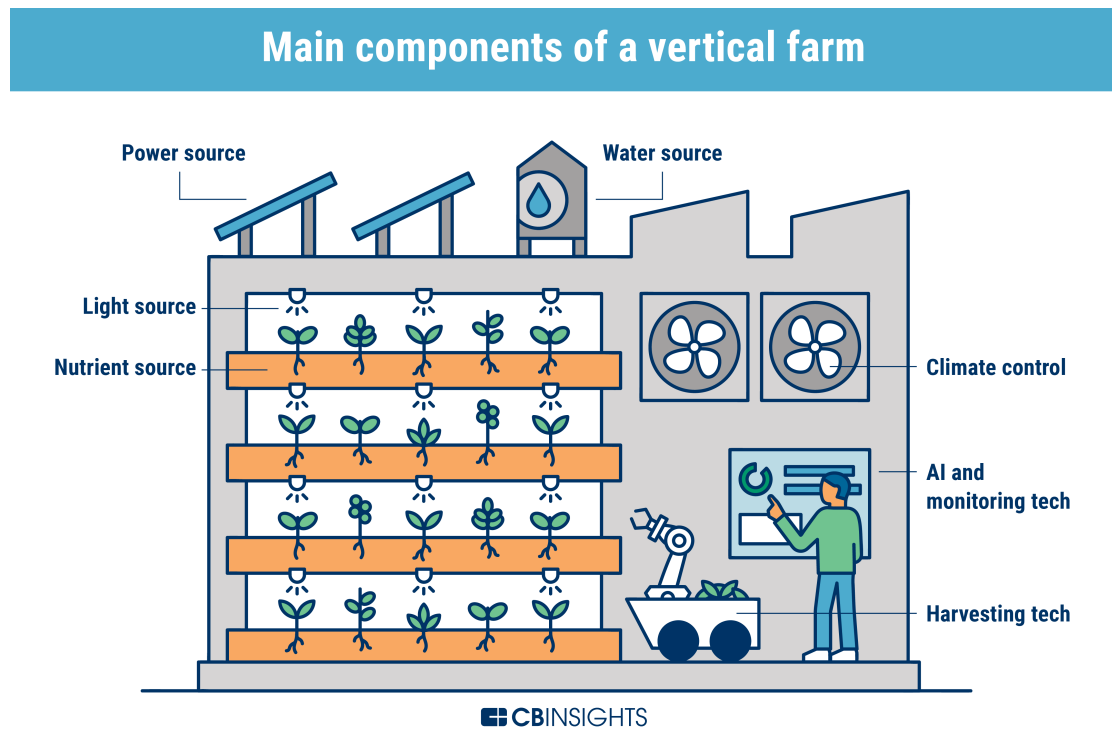 Main components of a vertical farm
Power source
Water source
Light source
Nutrient source
Climate control
AI and
monitoring tech
Harvesting tech
CBINSIGHTS